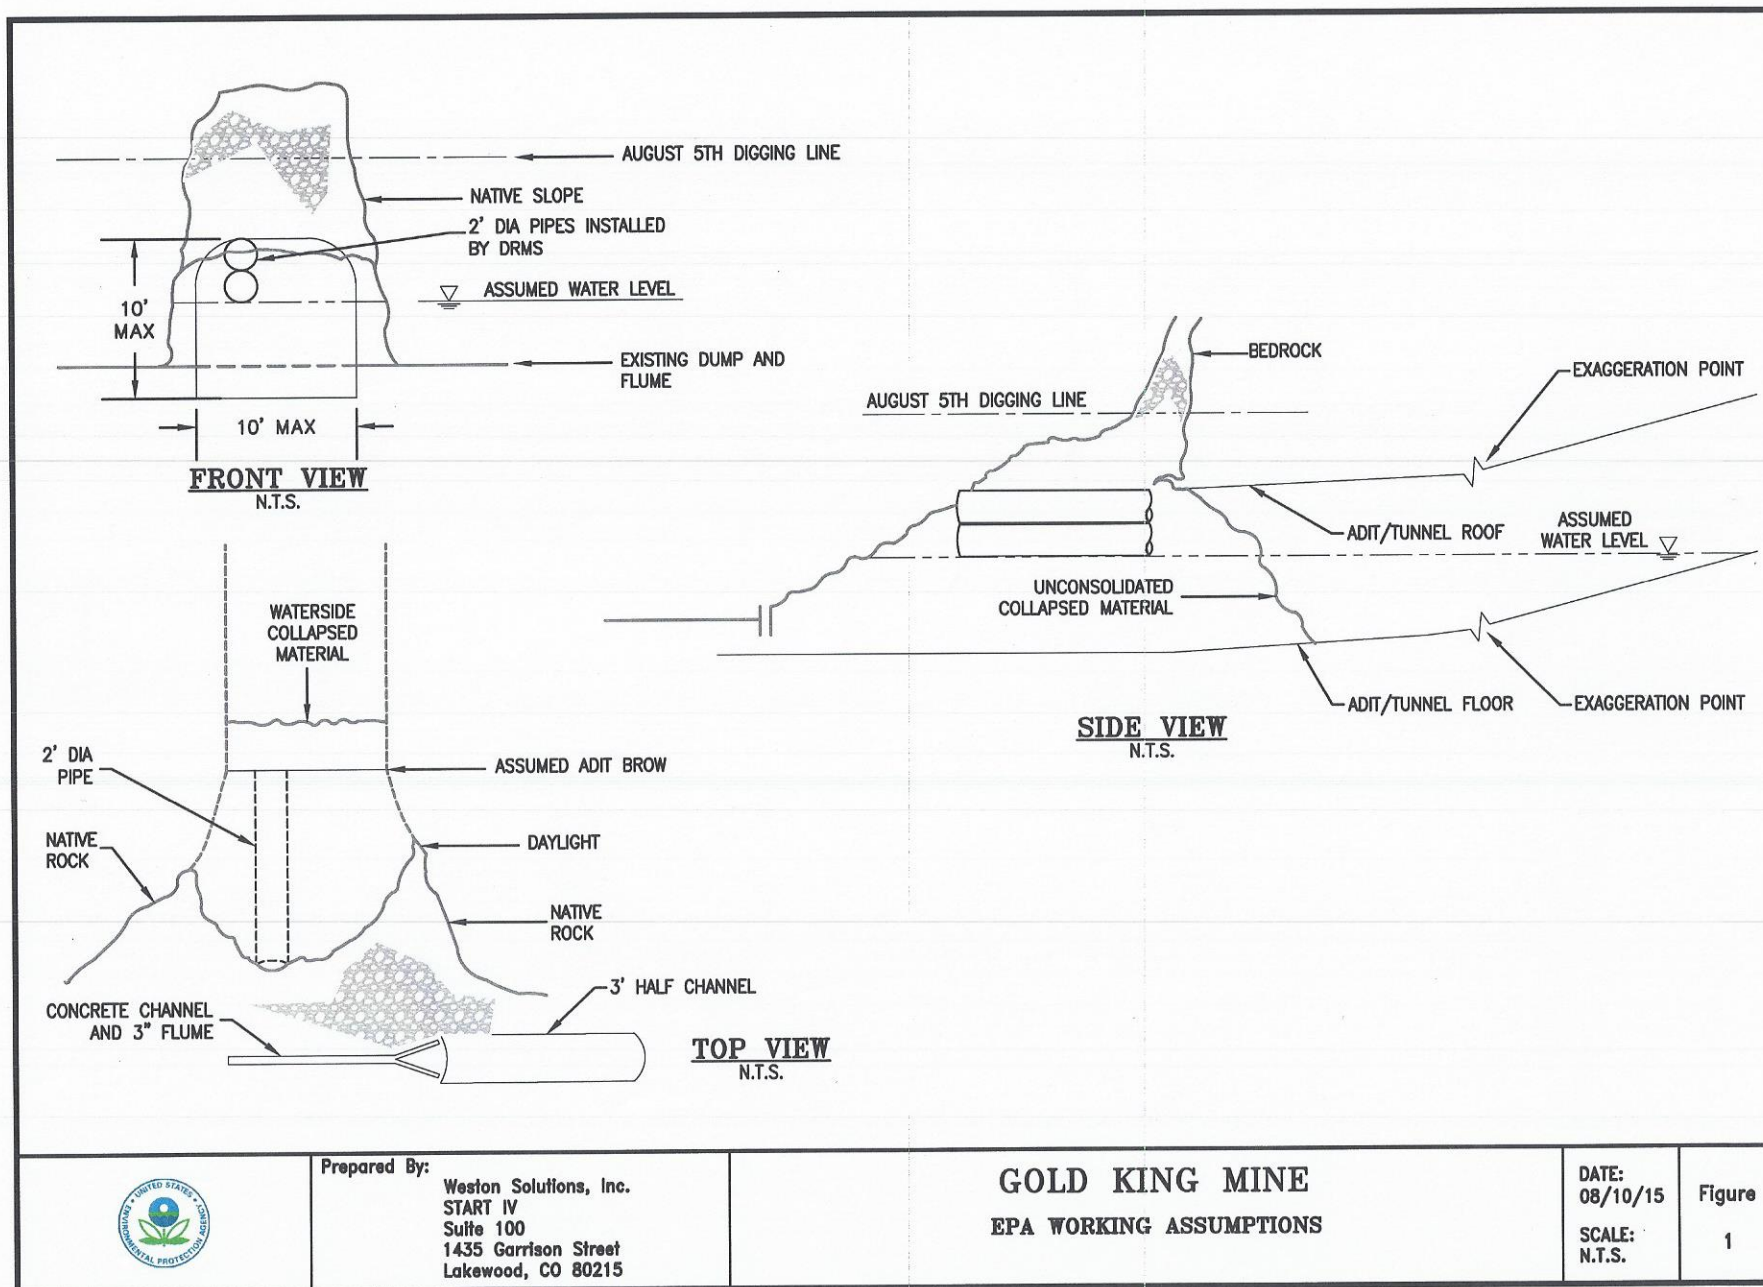 AUGUST 5TH DIGGING LINE
NATIVE SLOPE
2' DIA PIPES INSTALLED
BY DRMS
10'
MAX
ASSUMED WATER LEVEL
EXISTING DUMP AND
FLUME
10' MAX
FRONT VIEW
N.T.S.
BEDROCK
EXAGGERATION POINT
AUGUST 5TH DIGGING LINE
ADIT/TUNNEL ROOF
ASSUMED
WATER LEVEL
UNCONSOLIDATED
COLLAPSED MATERIAL
ADIT/TUNNEL FLOOR
EXAGGERATION POINT
SIDE VIEW
N.T.S.
WATERSIDE
COLLAPSED
MATERIAL
2' DIA
PIPE
ASSUMED ADIT BROW
NATIVE
ROCK
DAYLIGHT
NATIVE
ROCK
3' HALF CHANNEL
CONCRETE CHANNEL
AND 3" FLUME
TOP VIEW
N.T.S.
UNITED STATES
ENVIRONMENTAL PROTECTION AGENCY
Prepared By:
Weston Solutions, Inc.
START IV
Suite 100
1435 Garrison Street
Lakewood, CO 80215
GOLD KING MINE
EPA WORKING ASSUMPTIONS
DATE:
08/10/15
SCALE:
N.T.S.
Figure
1